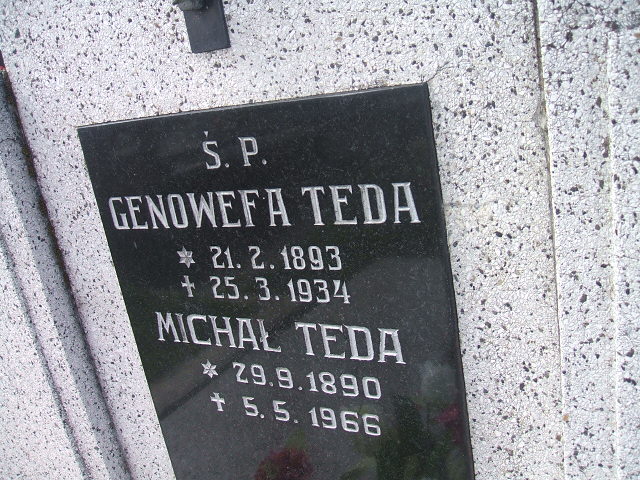 Ś. P.
GENOWEFA TEDA
* 21. 2. 1893
✝ 25. 3. 1934
MICHAŁ TEDA
* 29. 9. 1890
✝ 5. 5. 1966